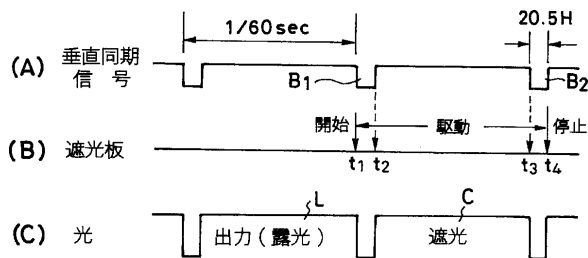 1/60sec
20.5H
(A) 垂直同期信号
B1
B2
開始
駆動
停止
(B) 遮光板
t1
t2
t3
t4
L
C
(C) 光
出力(露光)
遮光